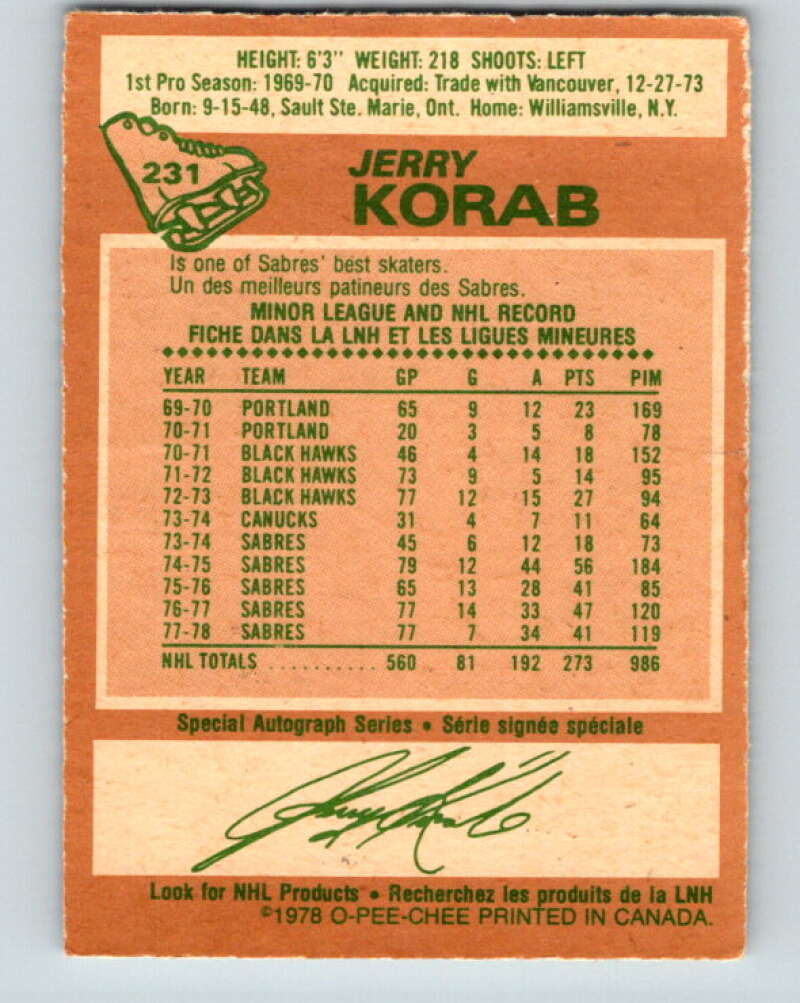 HEIGHT: 6'3" WEIGHT: 218 SHOOTS: LEFT
1st Pro Season: 1969-70 Acquired: Trade with Vancouver, 12-27-73
Born: 9-15-48, Sault Ste. Marie, Ont. Home: Williamsville, N.Y.
231
JERRY
KORAB
Is one of Sabres' best skaters.
Un des meilleurs patineurs des Sabres.
MINOR LEAGUE AND NHL RECORD
FICHE DANS LA LNH ET LES LIGUES MINEURES
YEAR TEAM GP G A PTS PIM
69-70 PORTLAND 65 9 12 23 169
70-71 PORTLAND 20 3 5 8 78
70-71 BLACK HAWKS 46 4 14 18 152
71-72 BLACK HAWKS 73 9 5 14 95
72-73 BLACK HAWKS 77 12 15 27 94
73-74 CANUCKS 31 4 7 11 64
73-74 SABRES 45 6 12 18 73
74-75 SABRES 79 12 44 56 184
75-76 SABRES 65 13 28 41 85
76-77 SABRES 77 14 33 47 120
77-78 SABRES 77 7 34 41 119
NHL TOTALS .......... 560 81 192 273 986
Special Autograph Series • Série signée spéciale
Jerry Korab
Look for NHL Products • Recherchez les produits de la LNH
©1978 O-PEE-CHEE PRINTED IN CANADA.